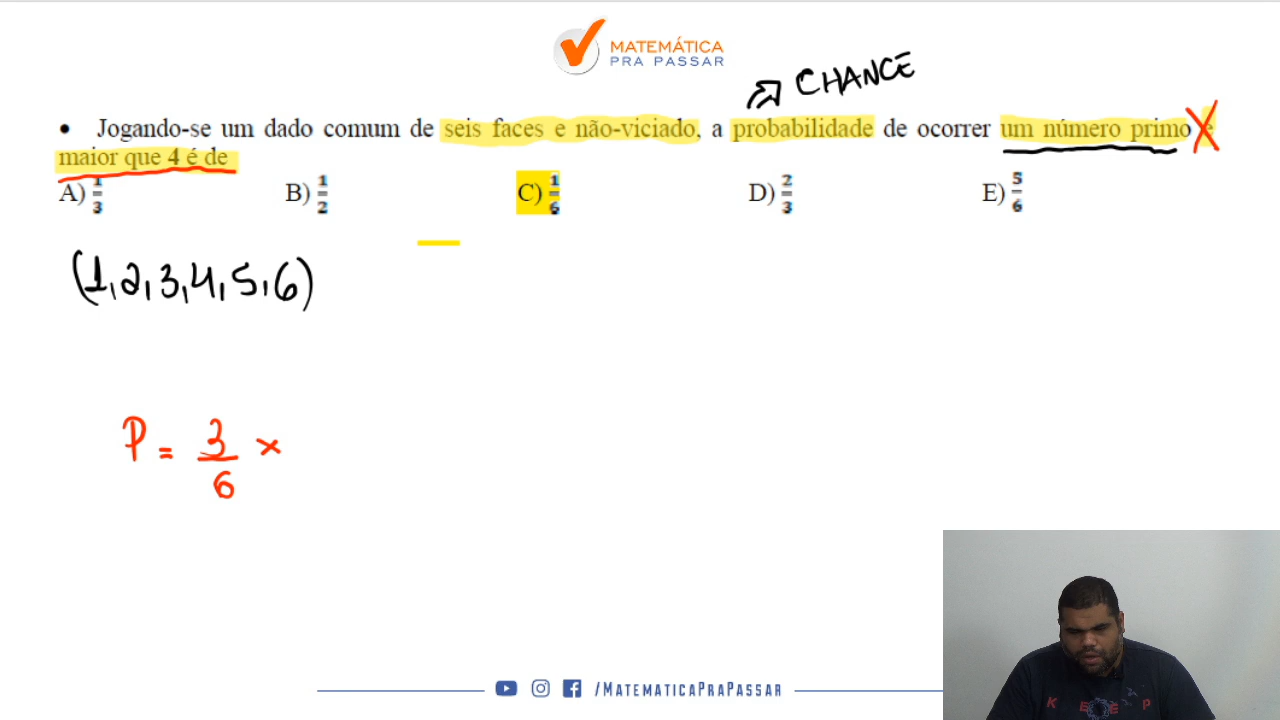 MATEMÁTICA
PRA PASSAR
CHANCE
• Jogando-se um dado comum de seis faces e não-viciado, a probabilidade de ocorrer um número primo e
maior que 4 é de
A) 1/3 B) 1/2 C) 1/6 D) 2/3 E) 5/6
(1,2,3,4,5,6)
P = 3/6 ×
KEEP
/MATEMATICAPRAPASSAR